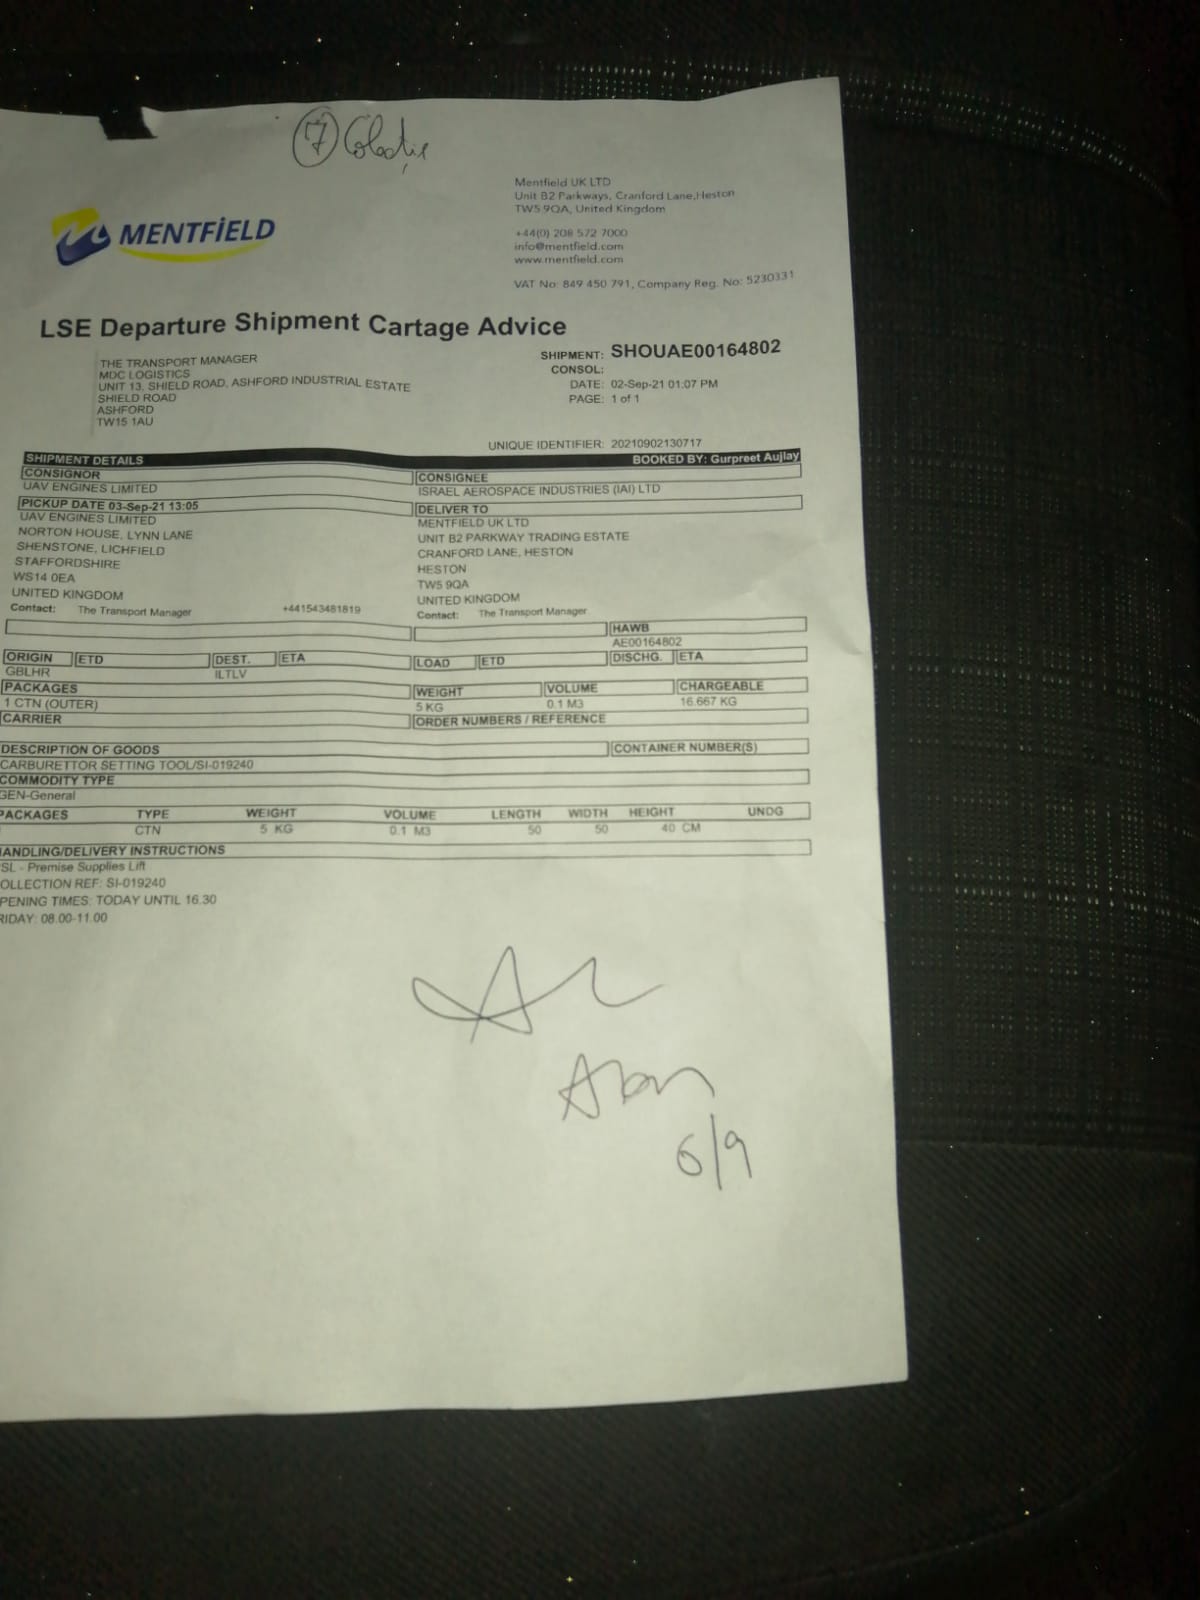 7
MENTFiELD
Mentfield UK LTD
Unit B2 Parkways, Cranford Lane,Heston
TW5 9QA, United Kingdom
+44(0) 208 572 7000
info@mentfield.com
www.mentfield.com
VAT No: 849 450 791, Company Reg. No: 5230331
LSE Departure Shipment Cartage Advice
THE TRANSPORT MANAGER
MDC LOGISTICS
UNIT 13, SHIELD ROAD, ASHFORD INDUSTRIAL ESTATE
SHIELD ROAD
ASHFORD
TW15 1AU
SHIPMENT: SHOUAE00164802
CONSOL:
DATE: 02-Sep-21 01:07 PM
PAGE: 1 of 1
UNIQUE IDENTIFIER: 20210902130717
SHIPMENT DETAILS BOOKED BY: Gurpreet Aujlay
CONSIGNOR CONSIGNEE
UAV ENGINES LIMITED ISRAEL AEROSPACE INDUSTRIES (IAI) LTD
PICKUP DATE 03-Sep-21 13:05 DELIVER TO
UAV ENGINES LIMITED MENTFIELD UK LTD
NORTON HOUSE, LYNN LANE UNIT B2 PARKWAY TRADING ESTATE
SHENSTONE, LICHFIELD CRANFORD LANE, HESTON
STAFFORDSHIRE HESTON
WS14 0EA TW5 9QA
UNITED KINGDOM UNITED KINGDOM
Contact: The Transport Manager +441543481819 Contact: The Transport Manager
HAWB
AE00164802
ORIGIN ETD DEST. ETA LOAD ETD DISCHG. ETA
GBLHR ILTLV
PACKAGES WEIGHT VOLUME CHARGEABLE
1 CTN (OUTER) 5 KG 0.1 M3 16.667 KG
CARRIER ORDER NUMBERS / REFERENCE
DESCRIPTION OF GOODS CONTAINER NUMBER(S)
CARBURETTOR SETTING TOOL/SI-019240
COMMODITY TYPE
GEN-General
PACKAGES TYPE WEIGHT VOLUME LENGTH WIDTH HEIGHT UNDG
CTN 5 KG 0.1 M3 50 50 40 CM
ANDLING/DELIVERY INSTRUCTIONS
SL - Premise Supplies Lift
OLLECTION REF: SI-019240
PENING TIMES: TODAY UNTIL 16.30
RIDAY: 08.00-11.00
6/9